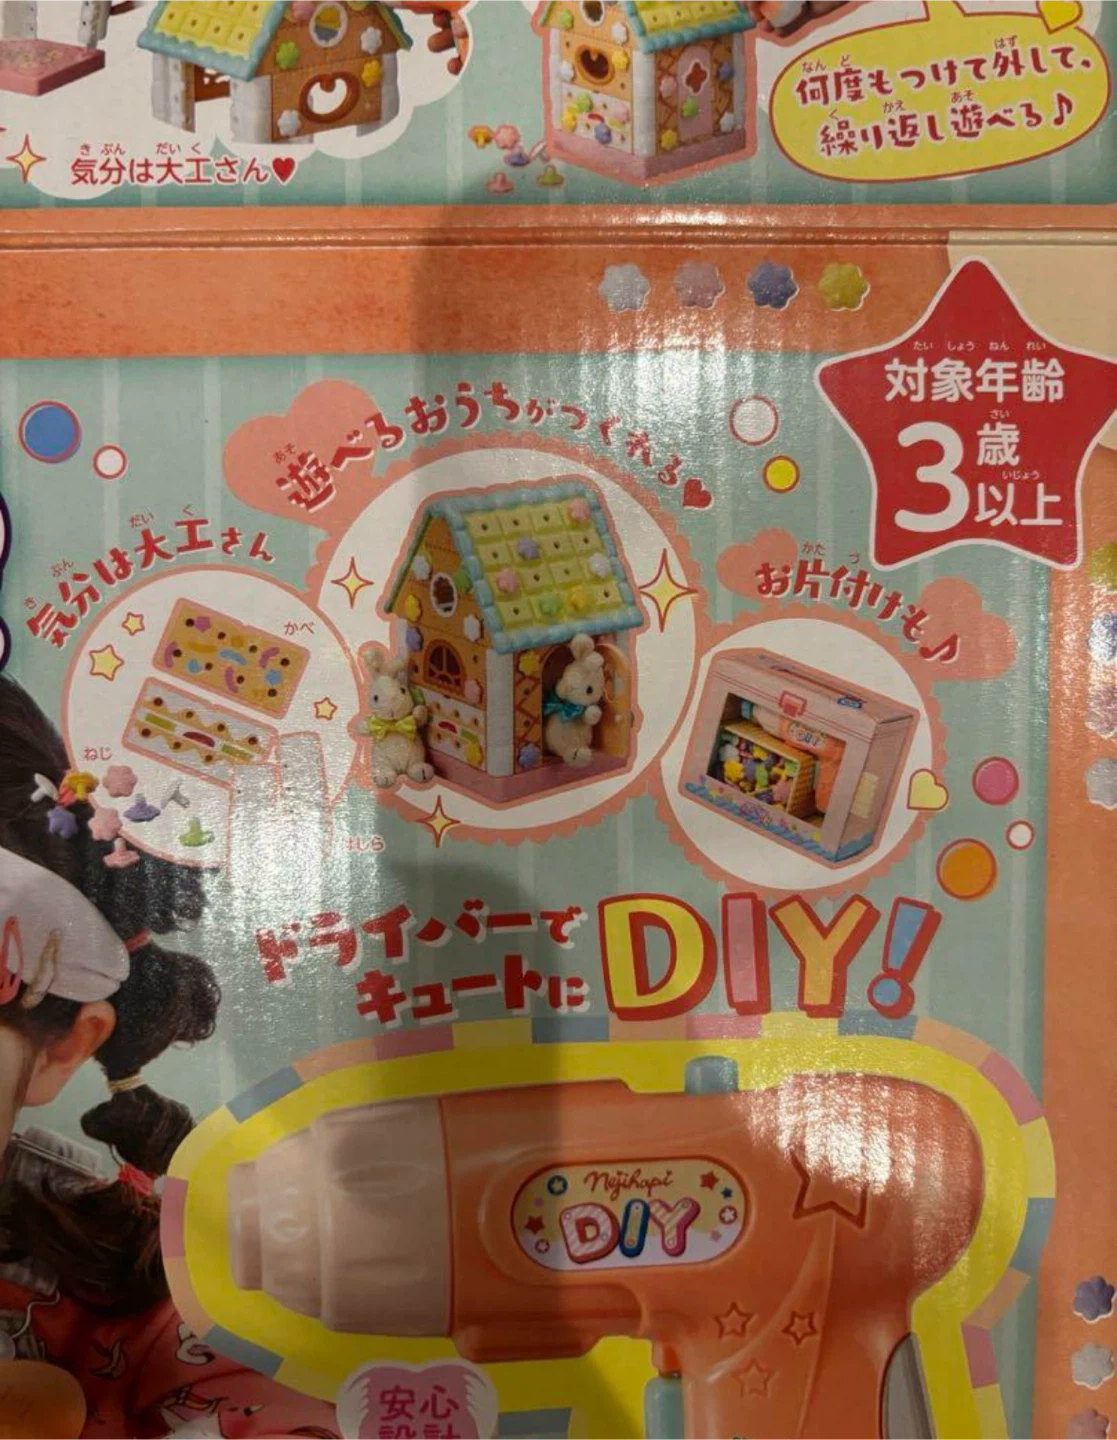 何度もつけて外して、
繰り返し遊べる♪
気分は大工さん♥
対象年齢
3歳
以上
遊べるおうちがつくれる♥
気分は大工さん
お片付けも♪
かべ
ねじ
はしら
ドライバーで
キュートに
DIY!
Nejihapi
DIY
安心
設計